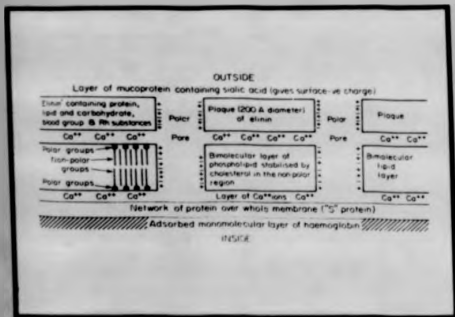 OUTSIDE
Layer of mucoprotein containing sialic acid (gives surface-ve charge)
Elinin containing protein,
lipid and carbohydrate,
blood group & Rh substances
Polar
Plaque (200 Å diameter)
of elinin
Polar
Plaque
Ca++ Ca++ Ca++
Pore
Ca++ Ca++ Ca++ Ca++
Pore
Ca++ Ca++
Polar groups
Non-polar
groups
Polar groups
Bimolecular layer of
phospholipid stabilised by
cholesterol in the non polar
region
Bimolecular
lipid
layer
Ca++ Ca++ Ca++
Layer of Ca++ions Ca++
Ca++ Ca++
Network of protein over whole membrane ("S" protein)
Adsorbed monomolecular layer of haemoglobin
INSIDE